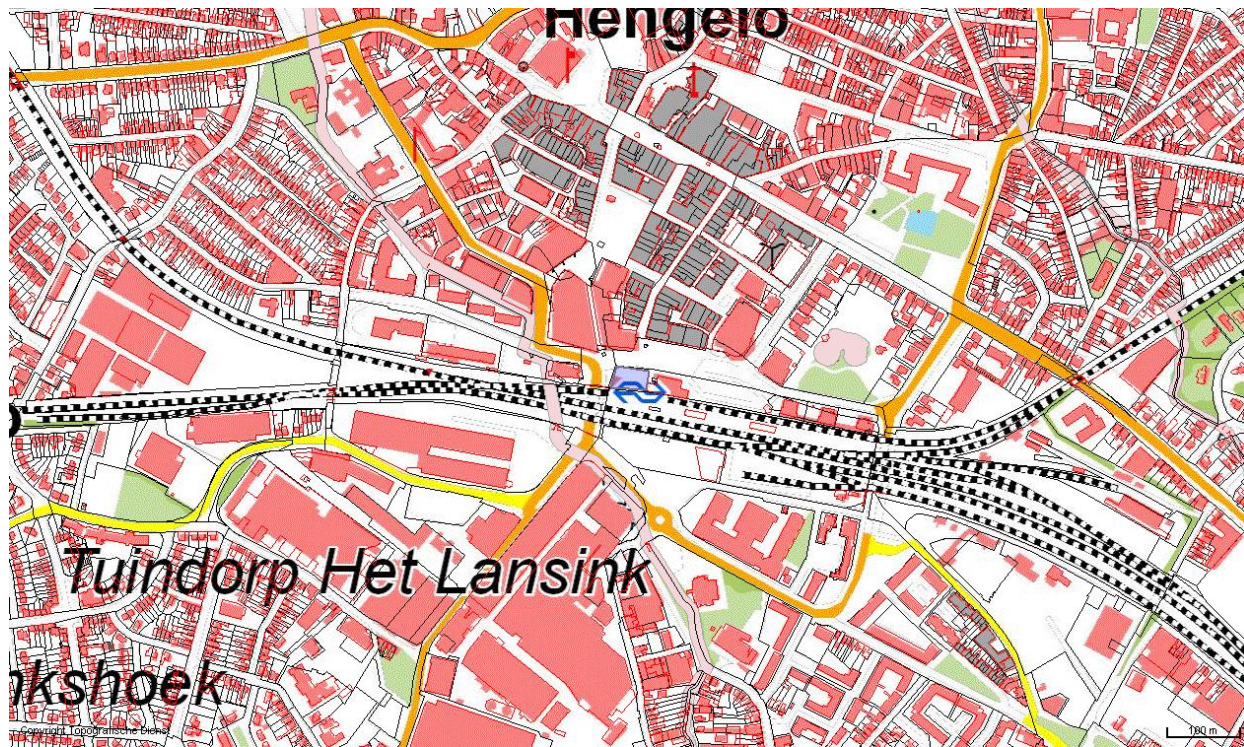 Hengelo
Tuindorp Het Lansink
nkshoek
Copyright Topografische Dienst
100 m